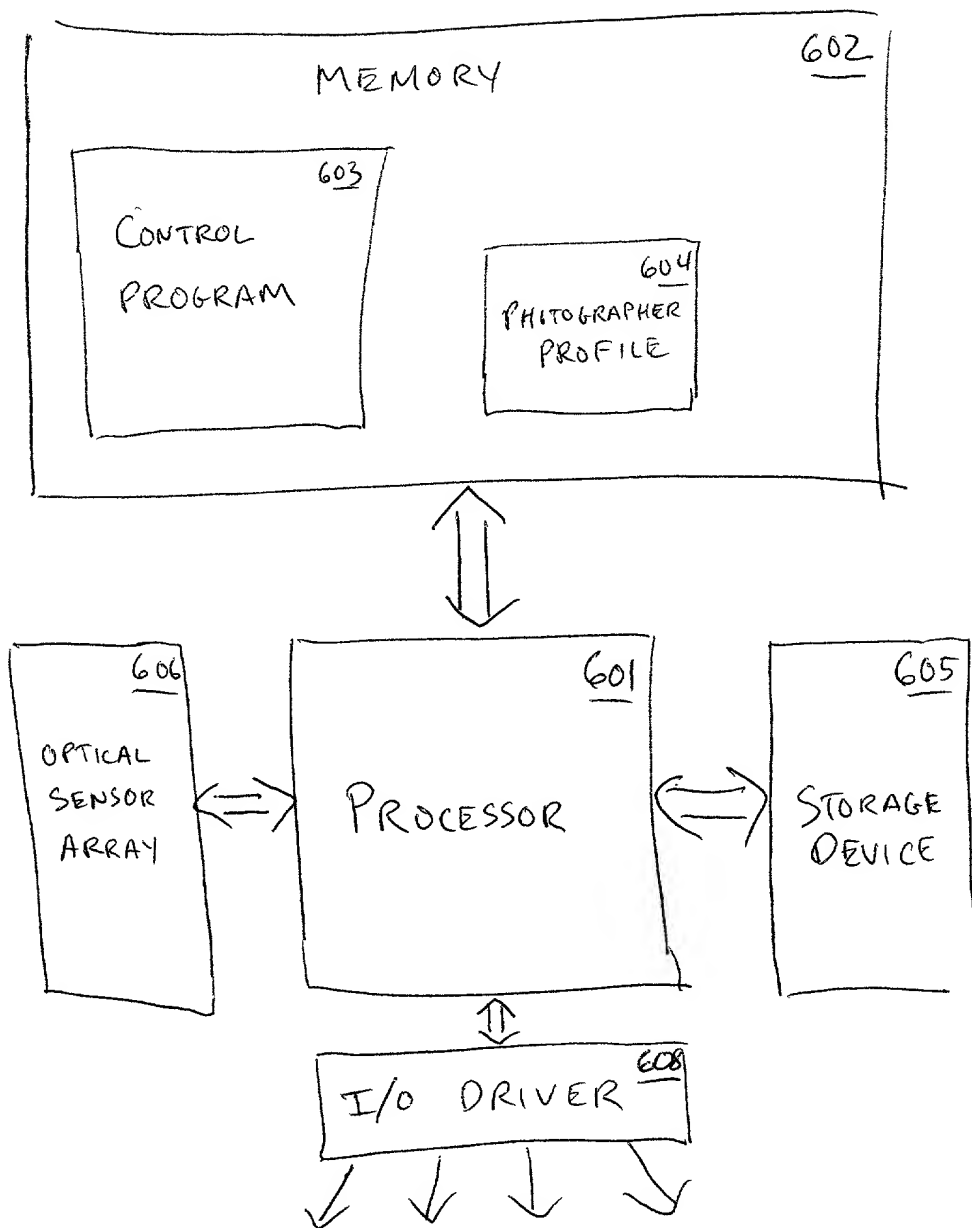 602
MEMORY
603
CONTROL
PROGRAM
604
PHITOGRAPHER
PROFILE
606
OPTICAL
SENSOR
ARRAY
601
PROCESSOR
605
STORAGE
DEVICE
608
I/O DRIVER